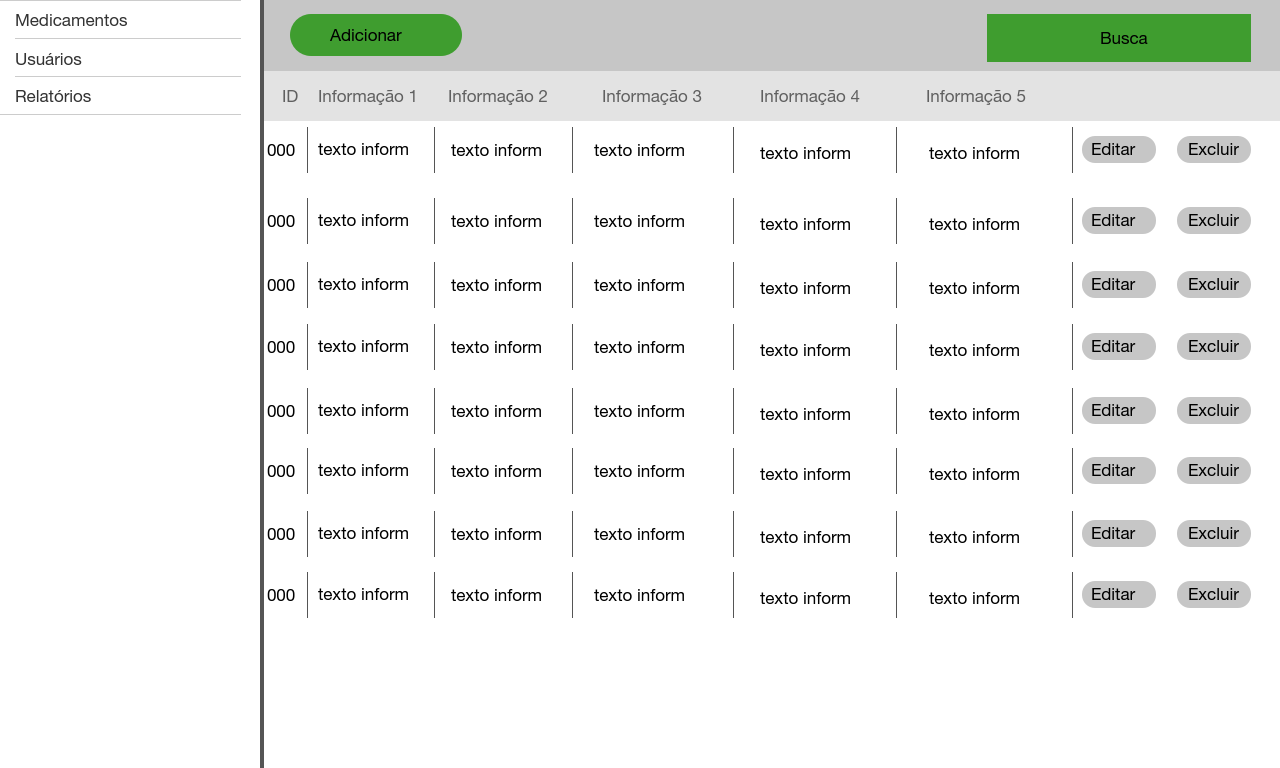 Medicamentos
Usuários
Relatórios
Adicionar Busca
ID Informação 1 Informação 2 Informação 3 Informação 4 Informação 5
000 texto inform texto inform texto inform texto inform texto inform Editar Excluir
000 texto inform texto inform texto inform texto inform texto inform Editar Excluir
000 texto inform texto inform texto inform texto inform texto inform Editar Excluir
000 texto inform texto inform texto inform texto inform texto inform Editar Excluir
000 texto inform texto inform texto inform texto inform texto inform Editar Excluir
000 texto inform texto inform texto inform texto inform texto inform Editar Excluir
000 texto inform texto inform texto inform texto inform texto inform Editar Excluir
000 texto inform texto inform texto inform texto inform texto inform Editar Excluir